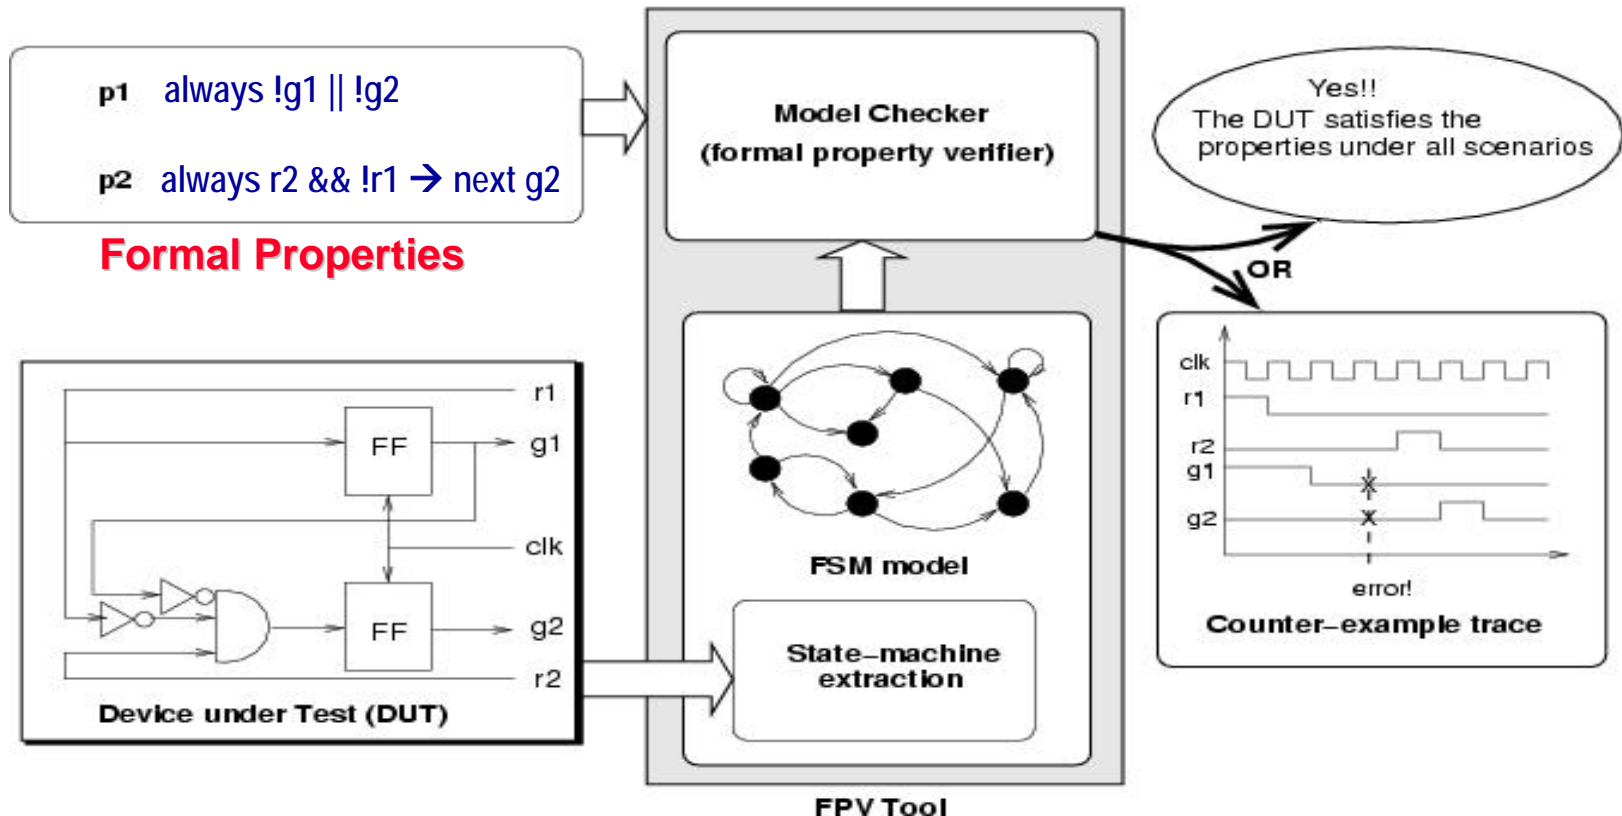 p1 always !g1 || !g2
p2 always r2 && !r1 → next g2
Formal Properties
Model Checker
(formal property verifier)
Yes!!
The DUT satisfies the
properties under all scenarios
OR
r1
FF
g1
clk
FF
g2
r2
Device under Test (DUT)
FSM model
State-machine
extraction
FPV Tool
clk
r1
r2
g1
X
g2
X
error!
Counter-example trace